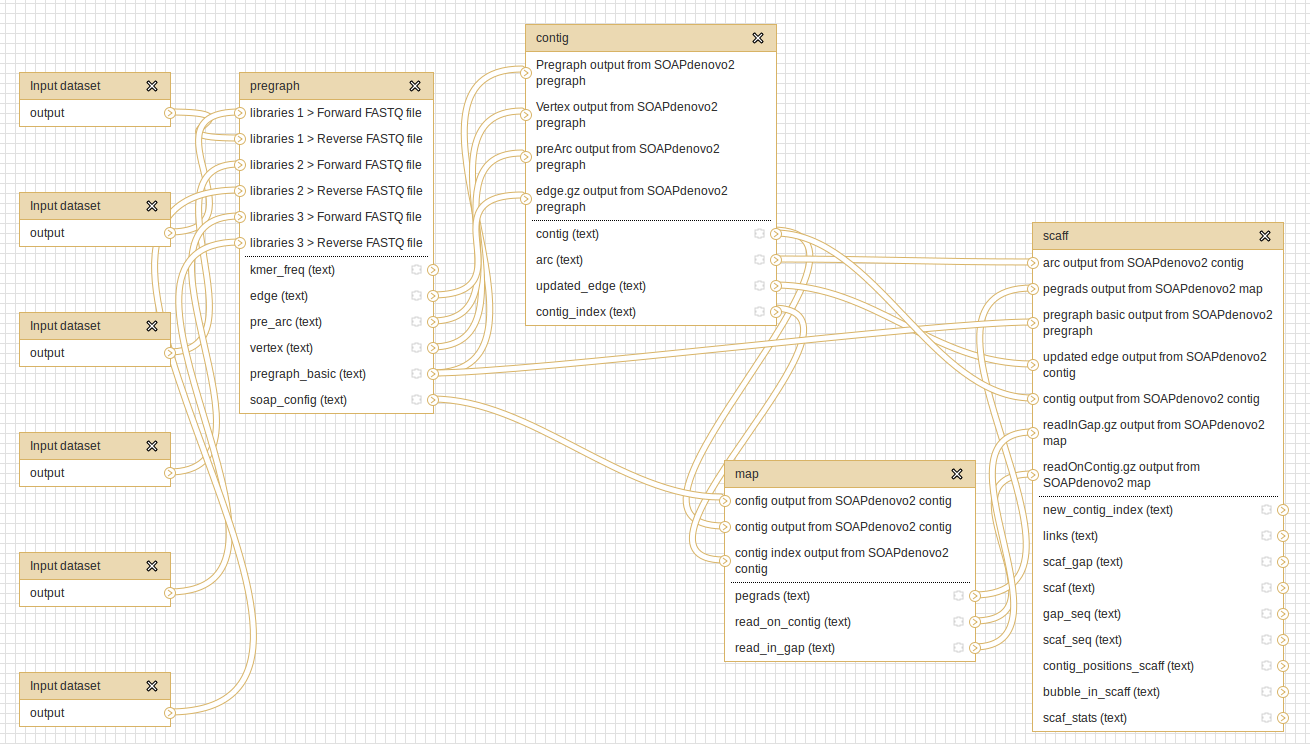 Input dataset
output
Input dataset
output
Input dataset
output
Input dataset
output
Input dataset
output
Input dataset
output
pregraph
libraries 1 > Forward FASTQ file
libraries 1 > Reverse FASTQ file
libraries 2 > Forward FASTQ file
libraries 2 > Reverse FASTQ file
libraries 3 > Forward FASTQ file
libraries 3 > Reverse FASTQ file
kmer_freq (text)
edge (text)
pre_arc (text)
vertex (text)
pregraph_basic (text)
soap_config (text)
contig
Pregraph output from SOAPdenovo2
pregraph
Vertex output from SOAPdenovo2
pregraph
preArc output from SOAPdenovo2
pregraph
edge.gz output from SOAPdenovo2
pregraph
contig (text)
arc (text)
updated_edge (text)
contig_index (text)
map
config output from SOAPdenovo2 contig
contig output from SOAPdenovo2 contig
contig index output from SOAPdenovo2
contig
pegrads (text)
read_on_contig (text)
read_in_gap (text)
scaff
arc output from SOAPdenovo2 contig
pegrads output from SOAPdenovo2 map
pregraph basic output from SOAPdenovo2
pregraph
updated edge output from SOAPdenovo2
contig
contig output from SOAPdenovo2 contig
readInGap.gz output from SOAPdenovo2
map
readOnContig.gz output from
SOAPdenovo2 map
new_contig_index (text)
links (text)
scaf_gap (text)
scaf (text)
gap_seq (text)
scaf_seq (text)
contig_positions_scaff (text)
bubble_in_scaff (text)
scaf_stats (text)